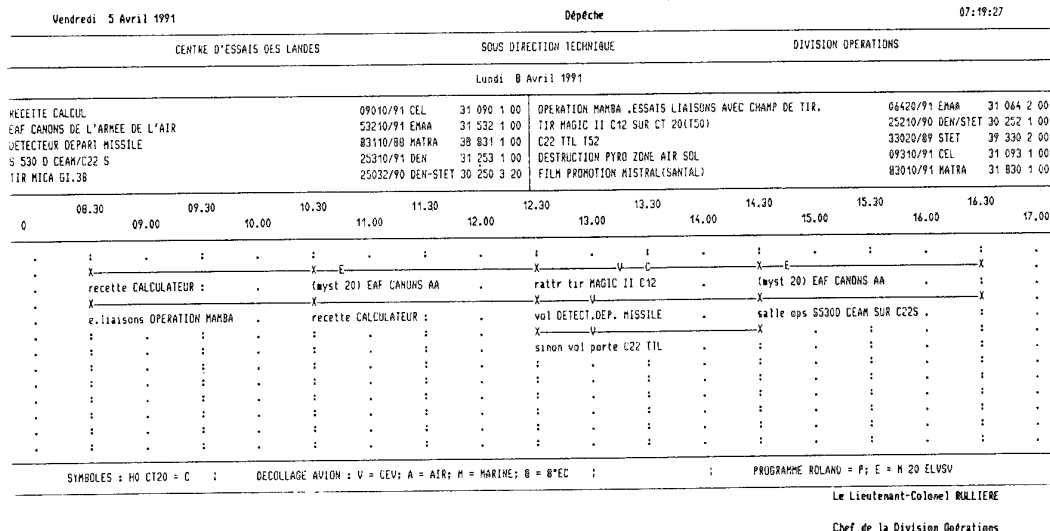 Vendredi 5 Avril 1991 Dépêche 07:19:27
CENTRE D'ESSAIS DES LANDES SOUS DIRECTION TECHNIQUE DIVISION OPERATIONS
Lundi 8 Avril 1991
RECETTE CALCUL 09010/91 CEL 31 090 1 00 OPERATION MAMBA .ESSAIS LIAISONS AVEC CHAMP DE TIR. 06420/91 EMAA 31 064 2 00
EAF CANONS DE L'ARMEE DE L'AIR 53210/91 EMAA 31 532 1 00 TIR MAGIC II C12 SUR CT 20(T50) 25210/90 DEN/STET 30 252 1 00
DETECTEUR DEPART MISSILE 83110/88 MATRA 38 831 1 00 C22 TTL T52 33020/89 STET 39 330 2 00
S 530 D CEAM/C22 S 25310/91 DEN 31 253 1 00 DESTRUCTION PYRO ZONE AIR SOL 09310/91 CEL 31 093 1 00
TIR MICA GI.38 25032/90 DEN-STET 30 250 3 20 FILM PROMOTION MISTRAL(SANTAL) 83010/91 MATRA 31 830 1 00
08.30 09.30 10.30 11.30 12.30 13.30 14.30 15.30 16.30
0 09.00 10.00 11.00 12.00 13.00 14.00 15.00 16.00 17.00
X X E X V C X E X
recette CALCULATEUR : (myst 20) EAF CANONS AA rattr tir MAGIC II C12 (myst 20) EAF CANONS AA
X X X V X X
e.liaisons OPERATION MAMBA recette CALCULATEUR : vol DETECT.DEP. MISSILE salle ops S530D CEAM SUR C22S .
X V X
sinon vol porte C22 TTL
SYMBOLES : HO CT20 = C : DECOLLAGE AVION : V = CEV; A = AIR; M = MARINE; 8 = 8°EC : : PROGRAMME ROLAND = P; E = M 20 ELVSV
Le Lieutenant-Colonel RULLIERE
Chef de la Division Opérations